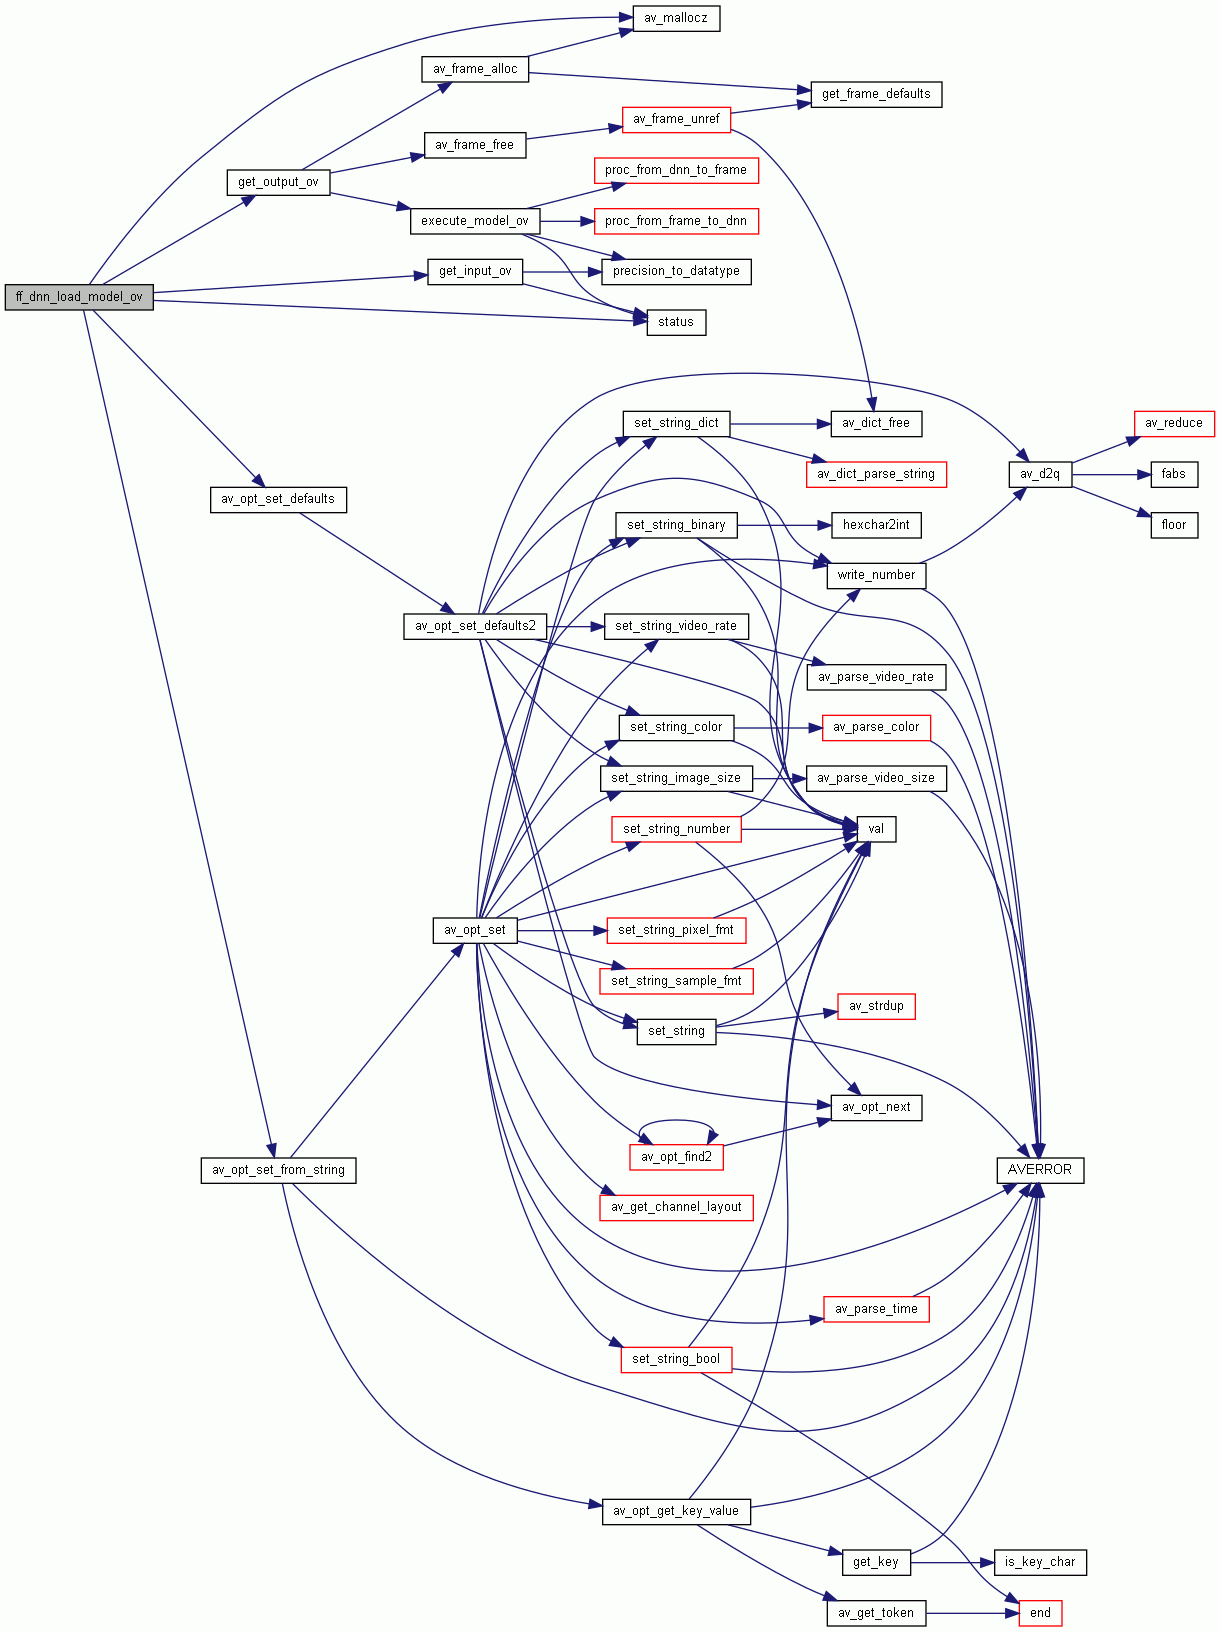 av_mallocz
av_frame_alloc
get_frame_defaults
av_frame_unref
av_frame_free
proc_from_dnn_to_frame
get_output_ov
execute_model_ov
proc_from_frame_to_dnn
get_input_ov
precision_to_datatype
ff_dnn_load_model_ov
status
set_string_dict
av_dict_free
av_reduce
av_dict_parse_string
av_d2q
fabs
av_opt_set_defaults
set_string_binary
hexchar2int
floor
write_number
av_opt_set_defaults2
set_string_video_rate
av_parse_video_rate
set_string_color
av_parse_color
set_string_image_size
av_parse_video_size
set_string_number
val
av_opt_set
set_string_pixel_fmt
set_string_sample_fmt
av_strdup
set_string
av_opt_next
av_opt_find2
av_opt_set_from_string
AVERROR
av_get_channel_layout
av_parse_time
set_string_bool
av_opt_get_key_value
get_key
is_key_char
av_get_token
end